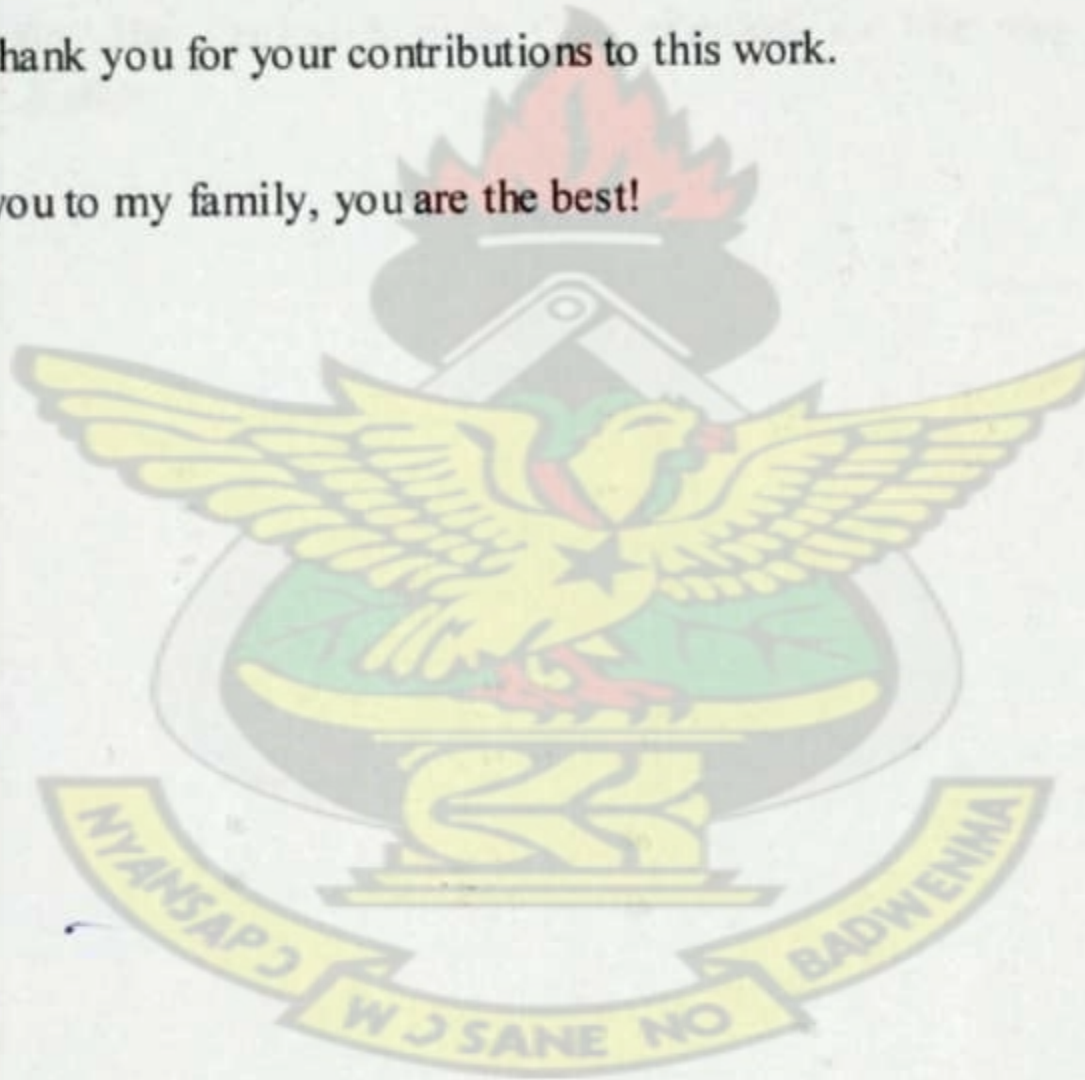 hank you for your contributions to this work.
you to my family, you are the best!
NYANSAPƆ
WƆSANE NO
BADWENMA